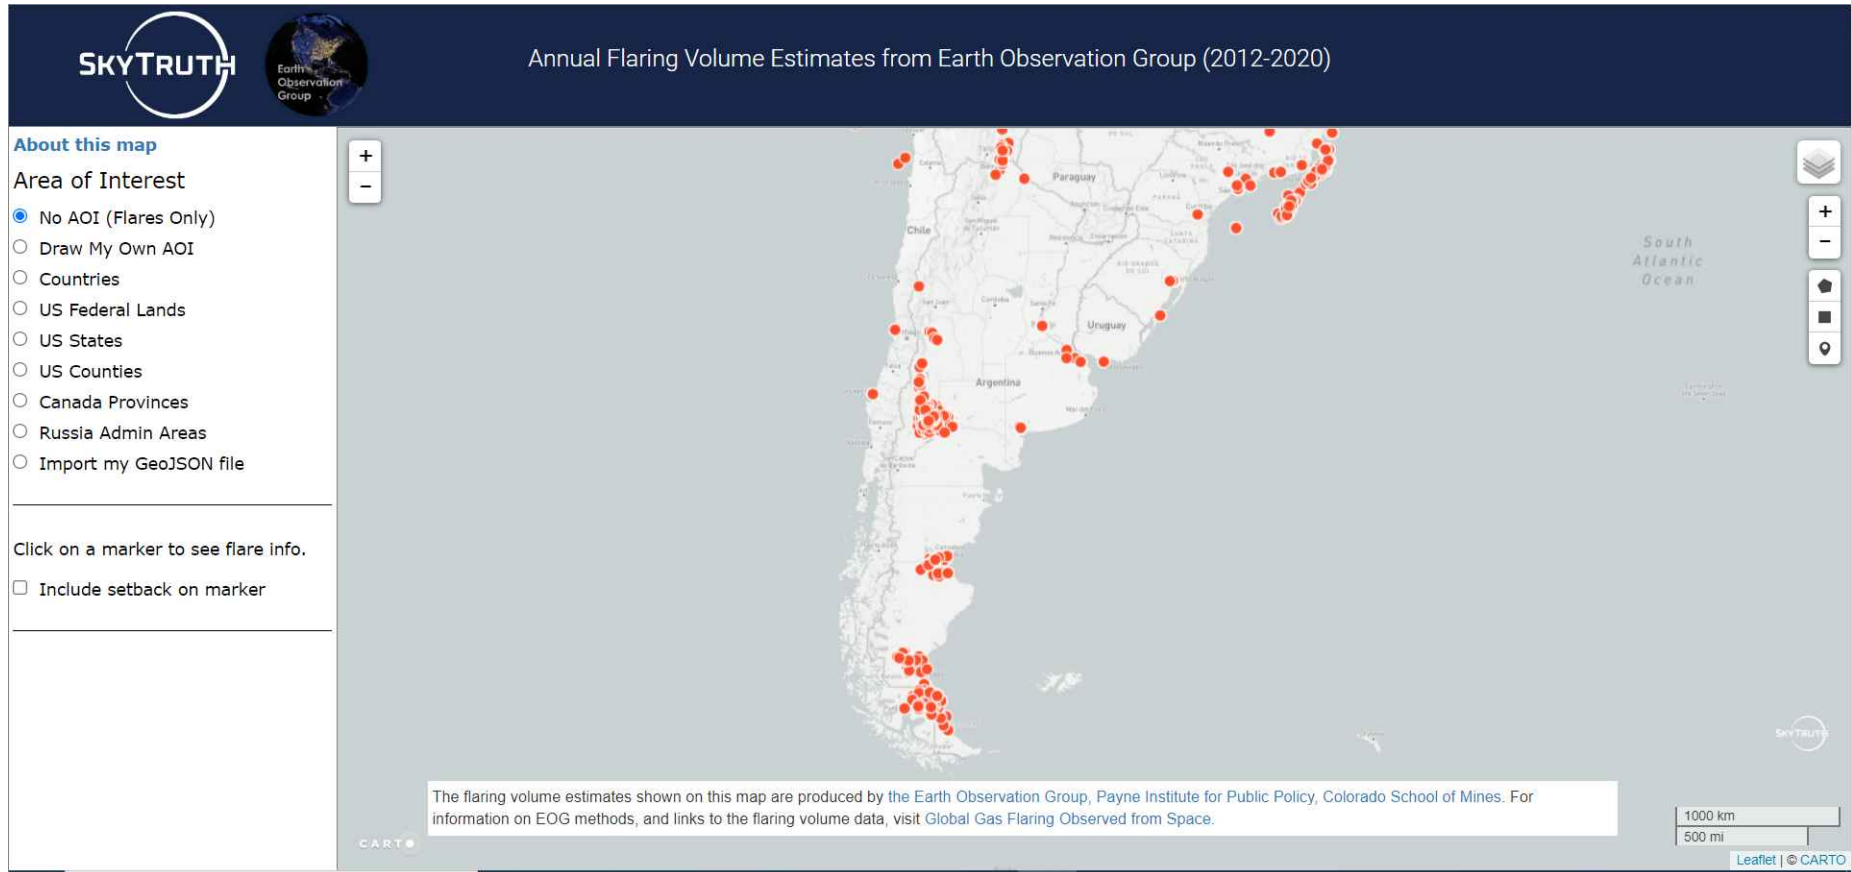 SKYTRUTH
Earth
Observation
Group
Annual Flaring Volume Estimates from Earth Observation Group (2012-2020)
About this map
Area of Interest
No AOI (Flares Only)
Draw My Own AOI
Countries
US Federal Lands
US States
US Counties
Canada Provinces
Russia Admin Areas
Import my GeoJSON file
Click on a marker to see flare info.
Include setback on marker
+
−
Paraguay
Chile
Uruguay
Argentina
South
Atlantic
Ocean
+
−
SKYTRUTH
The flaring volume estimates shown on this map are produced by the Earth Observation Group, Payne Institute for Public Policy, Colorado School of Mines. For
information on EOG methods, and links to the flaring volume data, visit Global Gas Flaring Observed from Space.
CARTO
1000 km
500 mi
Leaflet | © CARTO